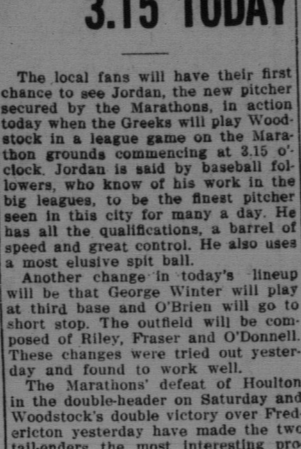 3.15 TODAY
The local fans will have their first
chance to see Jordan, the new pitcher
secured by the Marathons, in action
today when the Greeks will play Wood-
stock in a league game on the Mara-
thon grounds commencing at 3.15 o'-
clock. Jordan is said by baseball fol-
lowers, who know of his work in the
big leagues, to be the finest pitcher
seen in this city for many a day. He
has all the qualifications, a barrel of
speed and great control. He also uses
a most elusive spit ball.
Another change in today's lineup
will be that George Winter will play
at third base and O'Brien will go to
short stop. The outfield will be com-
posed of Riley, Fraser and O'Donnell.
These changes were tried out yester-
day and found to work well.
The Marathons' defeat of Houlton
in the double-header on Saturday and
Woodstock's double victory over Fred-
ericton yesterday have made the two
tail-enders the most interesting pro